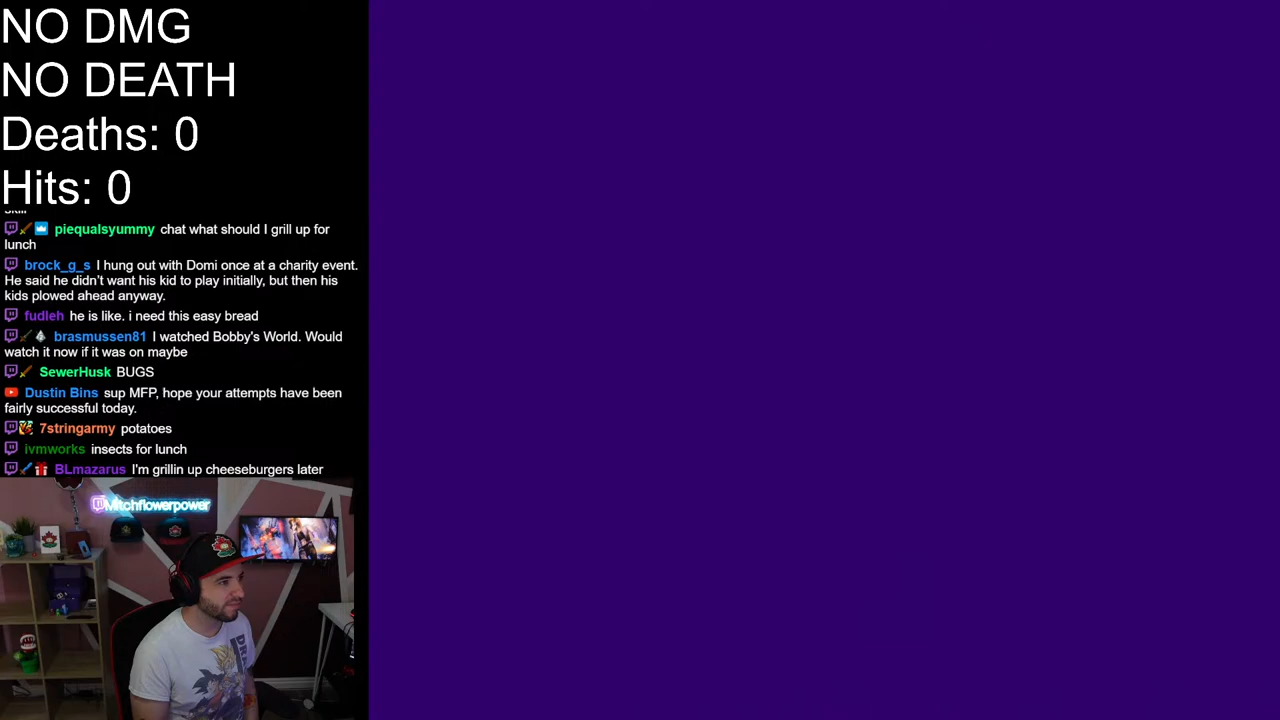 NO DMG
NO DEATH
Deaths: 0
Hits: 0
piequalsyummy chat what should I grill up for
lunch
brock_g_s I hung out with Domi once at a charity event.
He said he didn't want his kid to play initially, but then his
kids plowed ahead anyway.
fudleh he is like. i need this easy bread
brasmussen81 I watched Bobby's World. Would
watch it now if it was on maybe
SewerHusk BUGS
Dustin Bins sup MFP, hope your attempts have been
fairly successful today.
7stringarmy potatoes
ivmworks insects for lunch
BLmazarus I'm grillin up cheeseburgers later
Mitchflowerpower